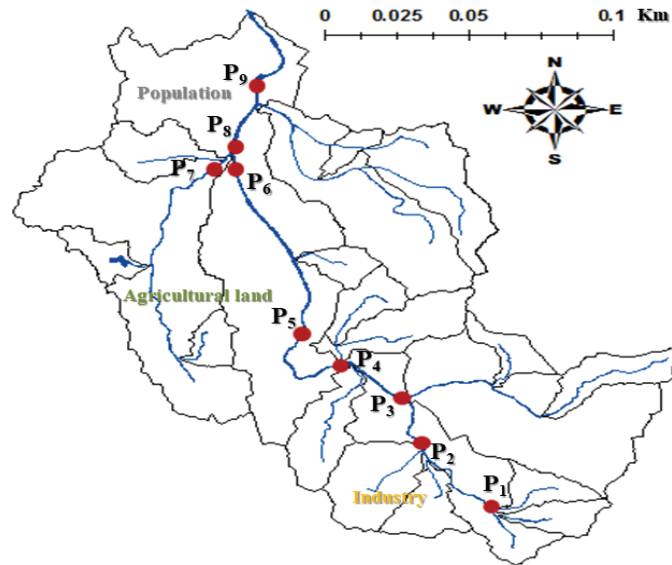 0 0.025 0.05 0.1 Km
N
W E
S
P9
Population
P8
P7 P6
Agricultural land
P5
P4
P3
P2
Industry P1